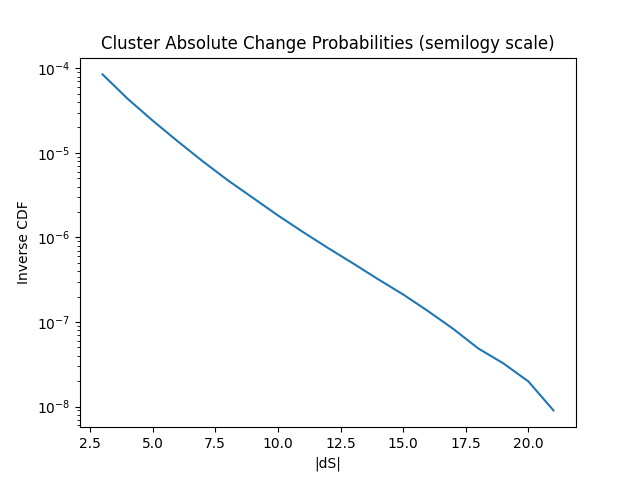 Cluster Absolute Change Probabilities (semilogy scale)
Inverse CDF
10⁻⁴
10⁻⁵
10⁻⁶
10⁻⁷
10⁻⁸
2.5 5.0 7.5 10.0 12.5 15.0 17.5 20.0
|dS|